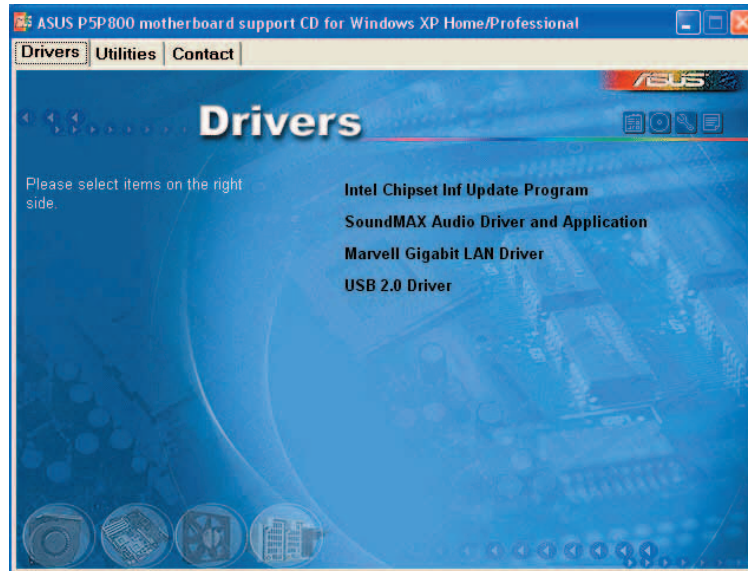 ASUS P5P800 motherboard support CD for Windows XP Home/Professional
Drivers Utilities Contact
ASUS
Drivers
Please select items on the right
side.
Intel Chipset Inf Update Program
SoundMAX Audio Driver and Application
Marvell Gigabit LAN Driver
USB 2.0 Driver